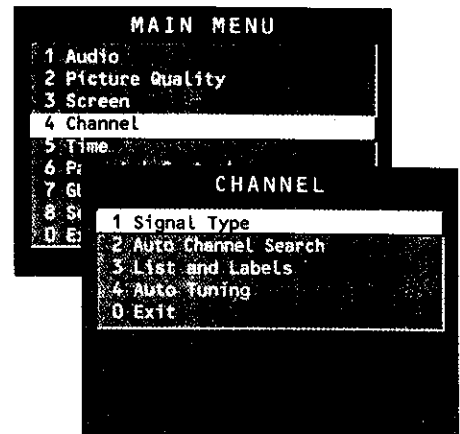 MAIN MENU
1 Audio
2 Picture Quality
3 Screen
4 Channel
5 Time
6
7
8
0
CHANNEL
1 Signal Type
2 Auto Channel Search
3 List and Labels
4 Auto Tuning
0 Exit